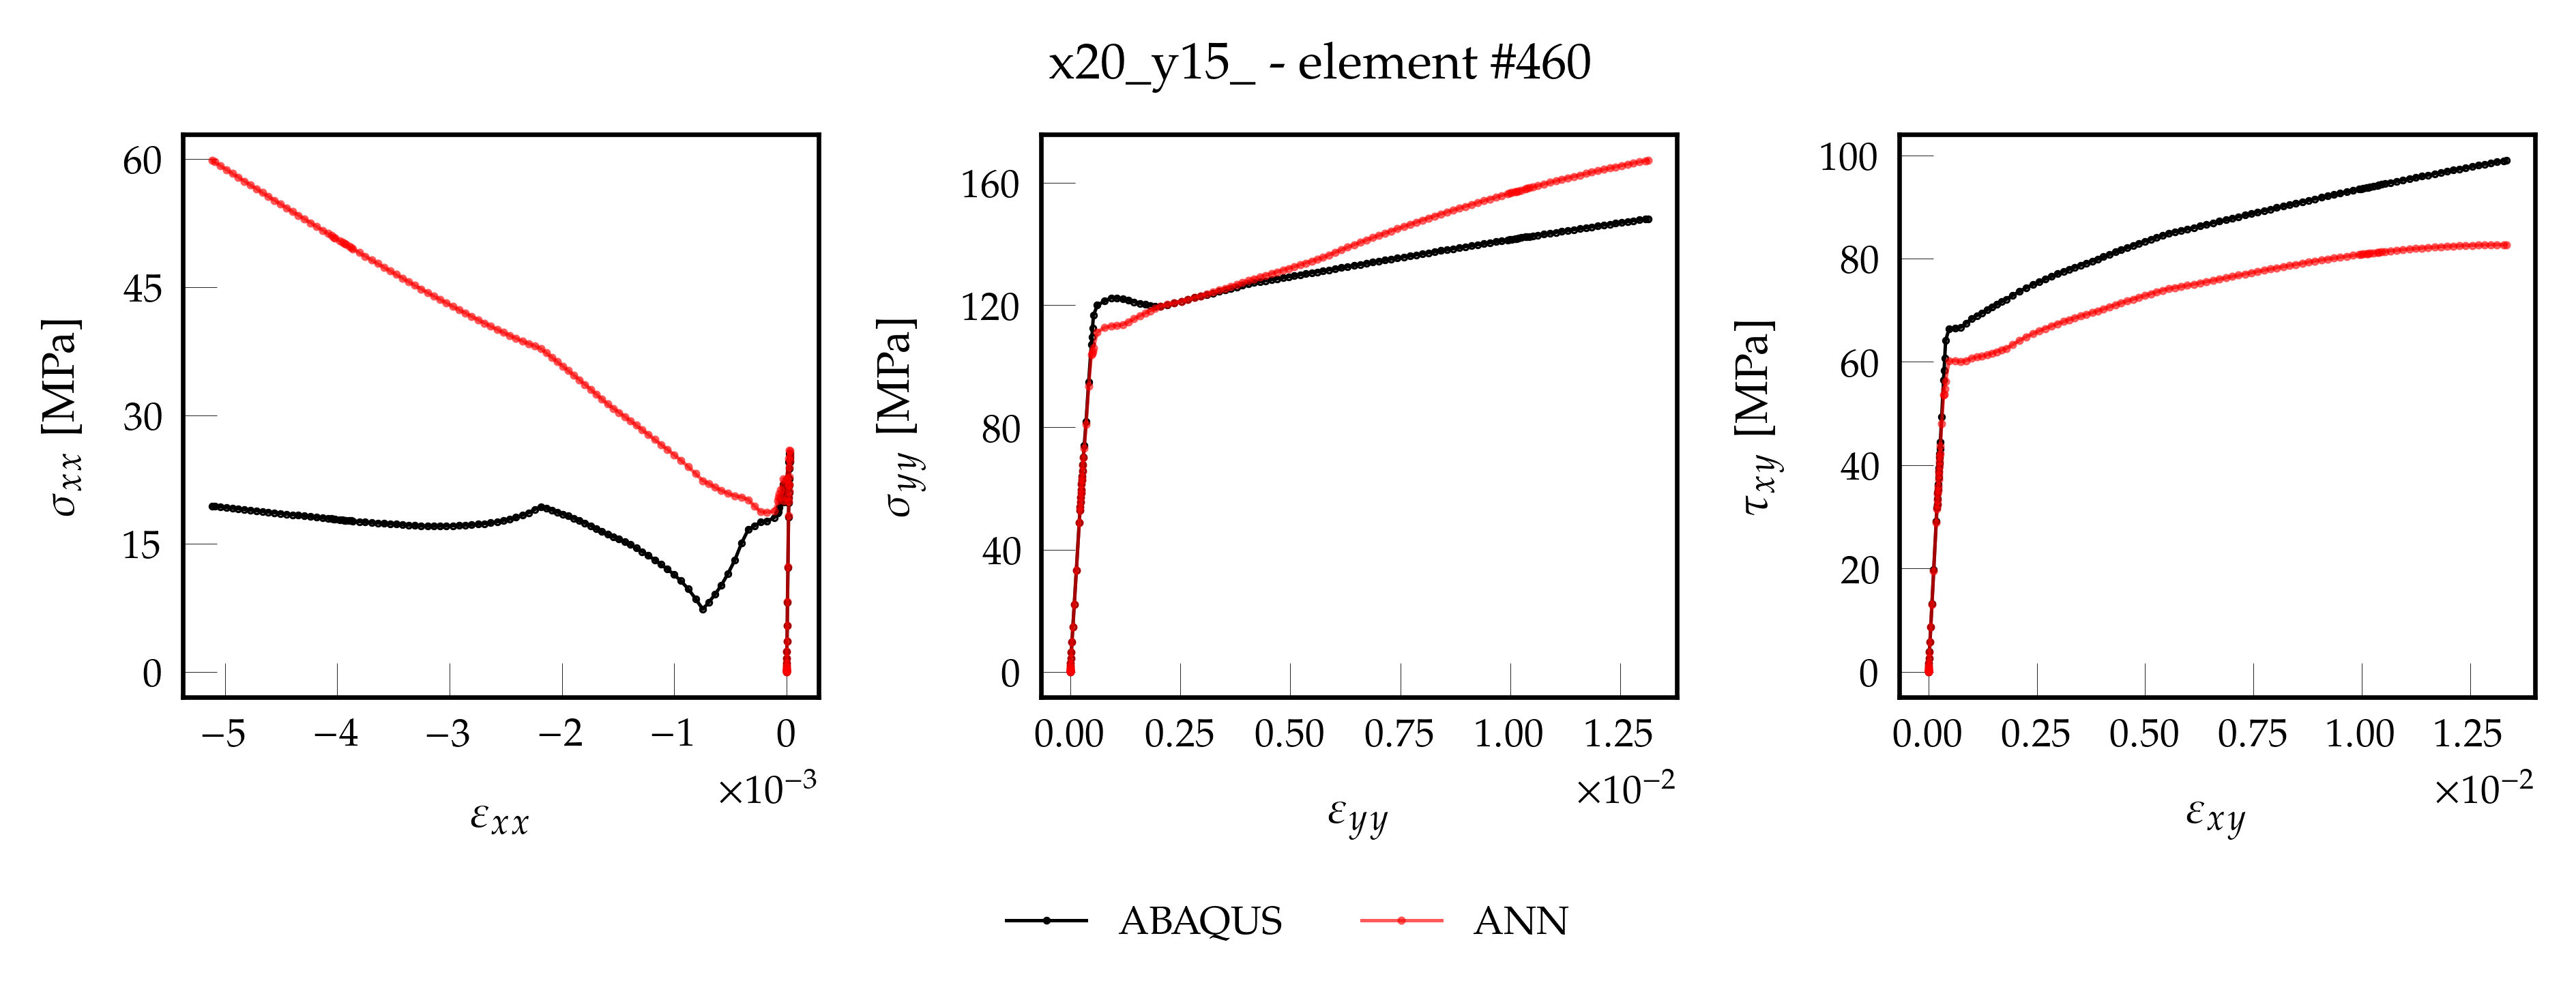 x20_y15_ - element #460
σxx [MPa]
60
45
30
15
0
−5 −4 −3 −2 −1 0
×10⁻³
εxx
σyy [MPa]
160
120
80
40
0
0.00 0.25 0.50 0.75 1.00 1.25
×10⁻²
εyy
τxy [MPa]
100
80
60
40
20
0
0.00 0.25 0.50 0.75 1.00 1.25
×10⁻²
εxy
ABAQUS ANN